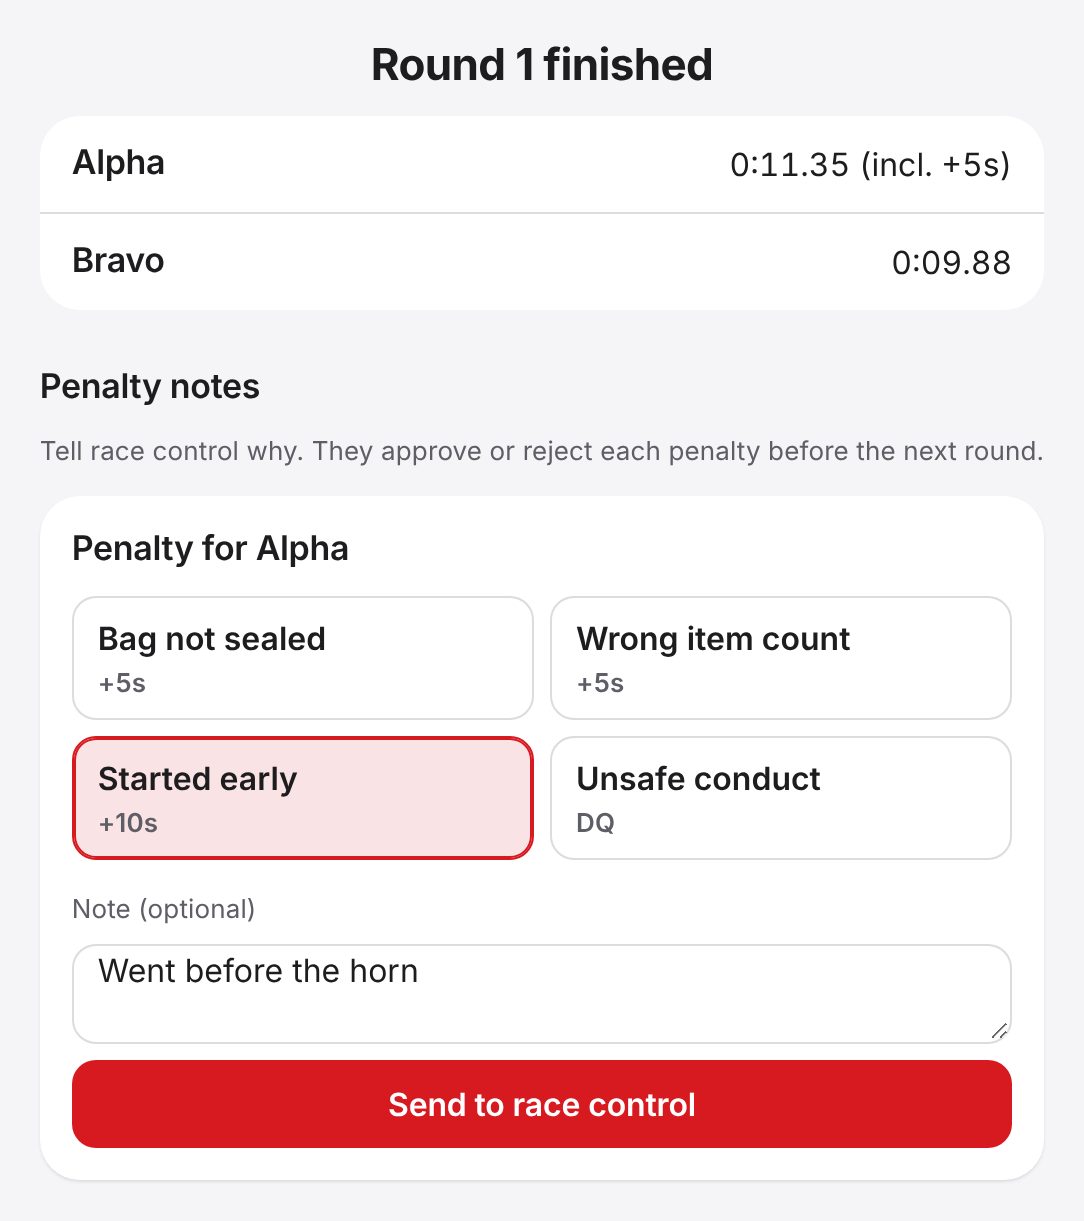 Round 1 finished
Alpha
0:11.35 (incl. +5s)
Bravo
0:09.88
Penalty notes
Tell race control why. They approve or reject each penalty before the next round.
Penalty for Alpha
Bag not sealed
+5s
Wrong item count
+5s
Started early
+10s
Unsafe conduct
DQ
Note (optional)
Went before the horn
Send to race control